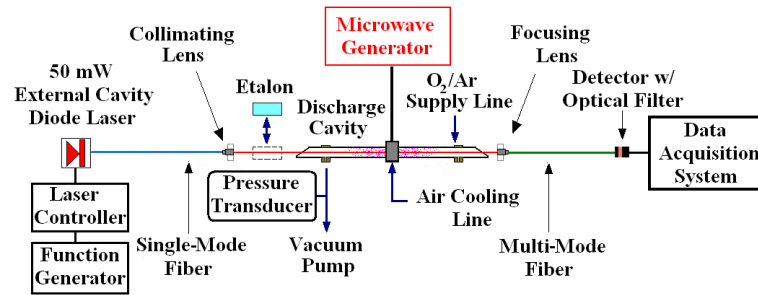 Collimating
Lens
Microwave
Generator
Focusing
Lens
50 mW
External Cavity
Diode Laser
Etalon
Discharge
Cavity
O2/Ar
Supply Line
Detector w/
Optical Filter
Data
Acquisition
System
Laser
Controller
Pressure
Transducer
Air Cooling
Line
Function
Generator
Single-Mode
Fiber
Vacuum
Pump
Multi-Mode
Fiber